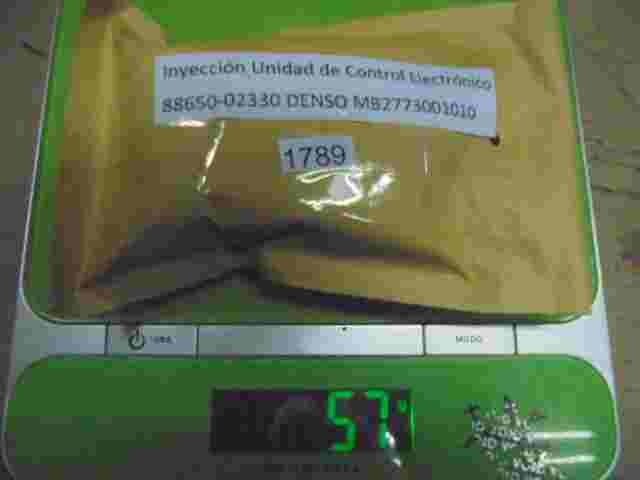 Inyección Unidad de Control Electrónico
88650-02330 DENSO MB2773001010
1789
MODO
57